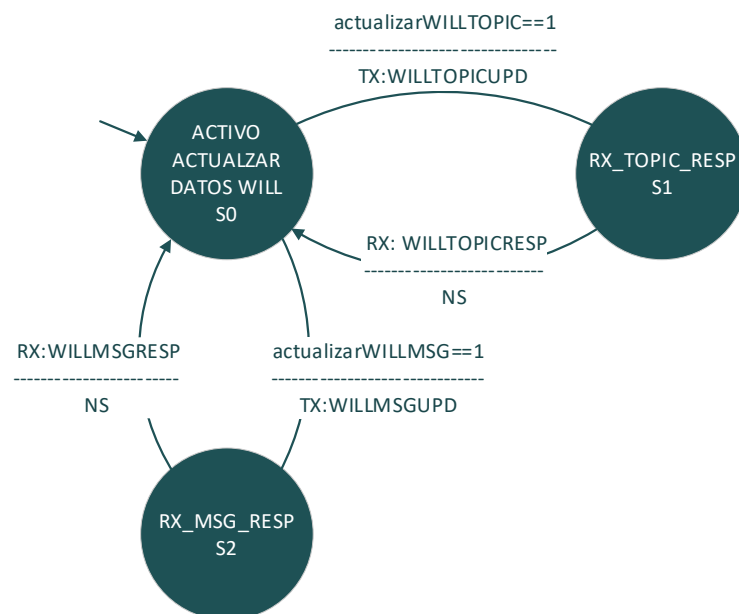 actualizarWILLTOPIC==1
---------------------------------
TX:WILLTOPICUPD
ACTIVO
ACTUALZAR
DATOS WILL
S0
RX_TOPIC_RESP
S1
RX: WILLTOPICRESP
--------------------------
NS
RX:WILLMSGRESP
------------------------
NS
actualizarWILLMSG==1
-------------------------------
TX:WILLMSGUPD
RX_MSG_RESP
S2